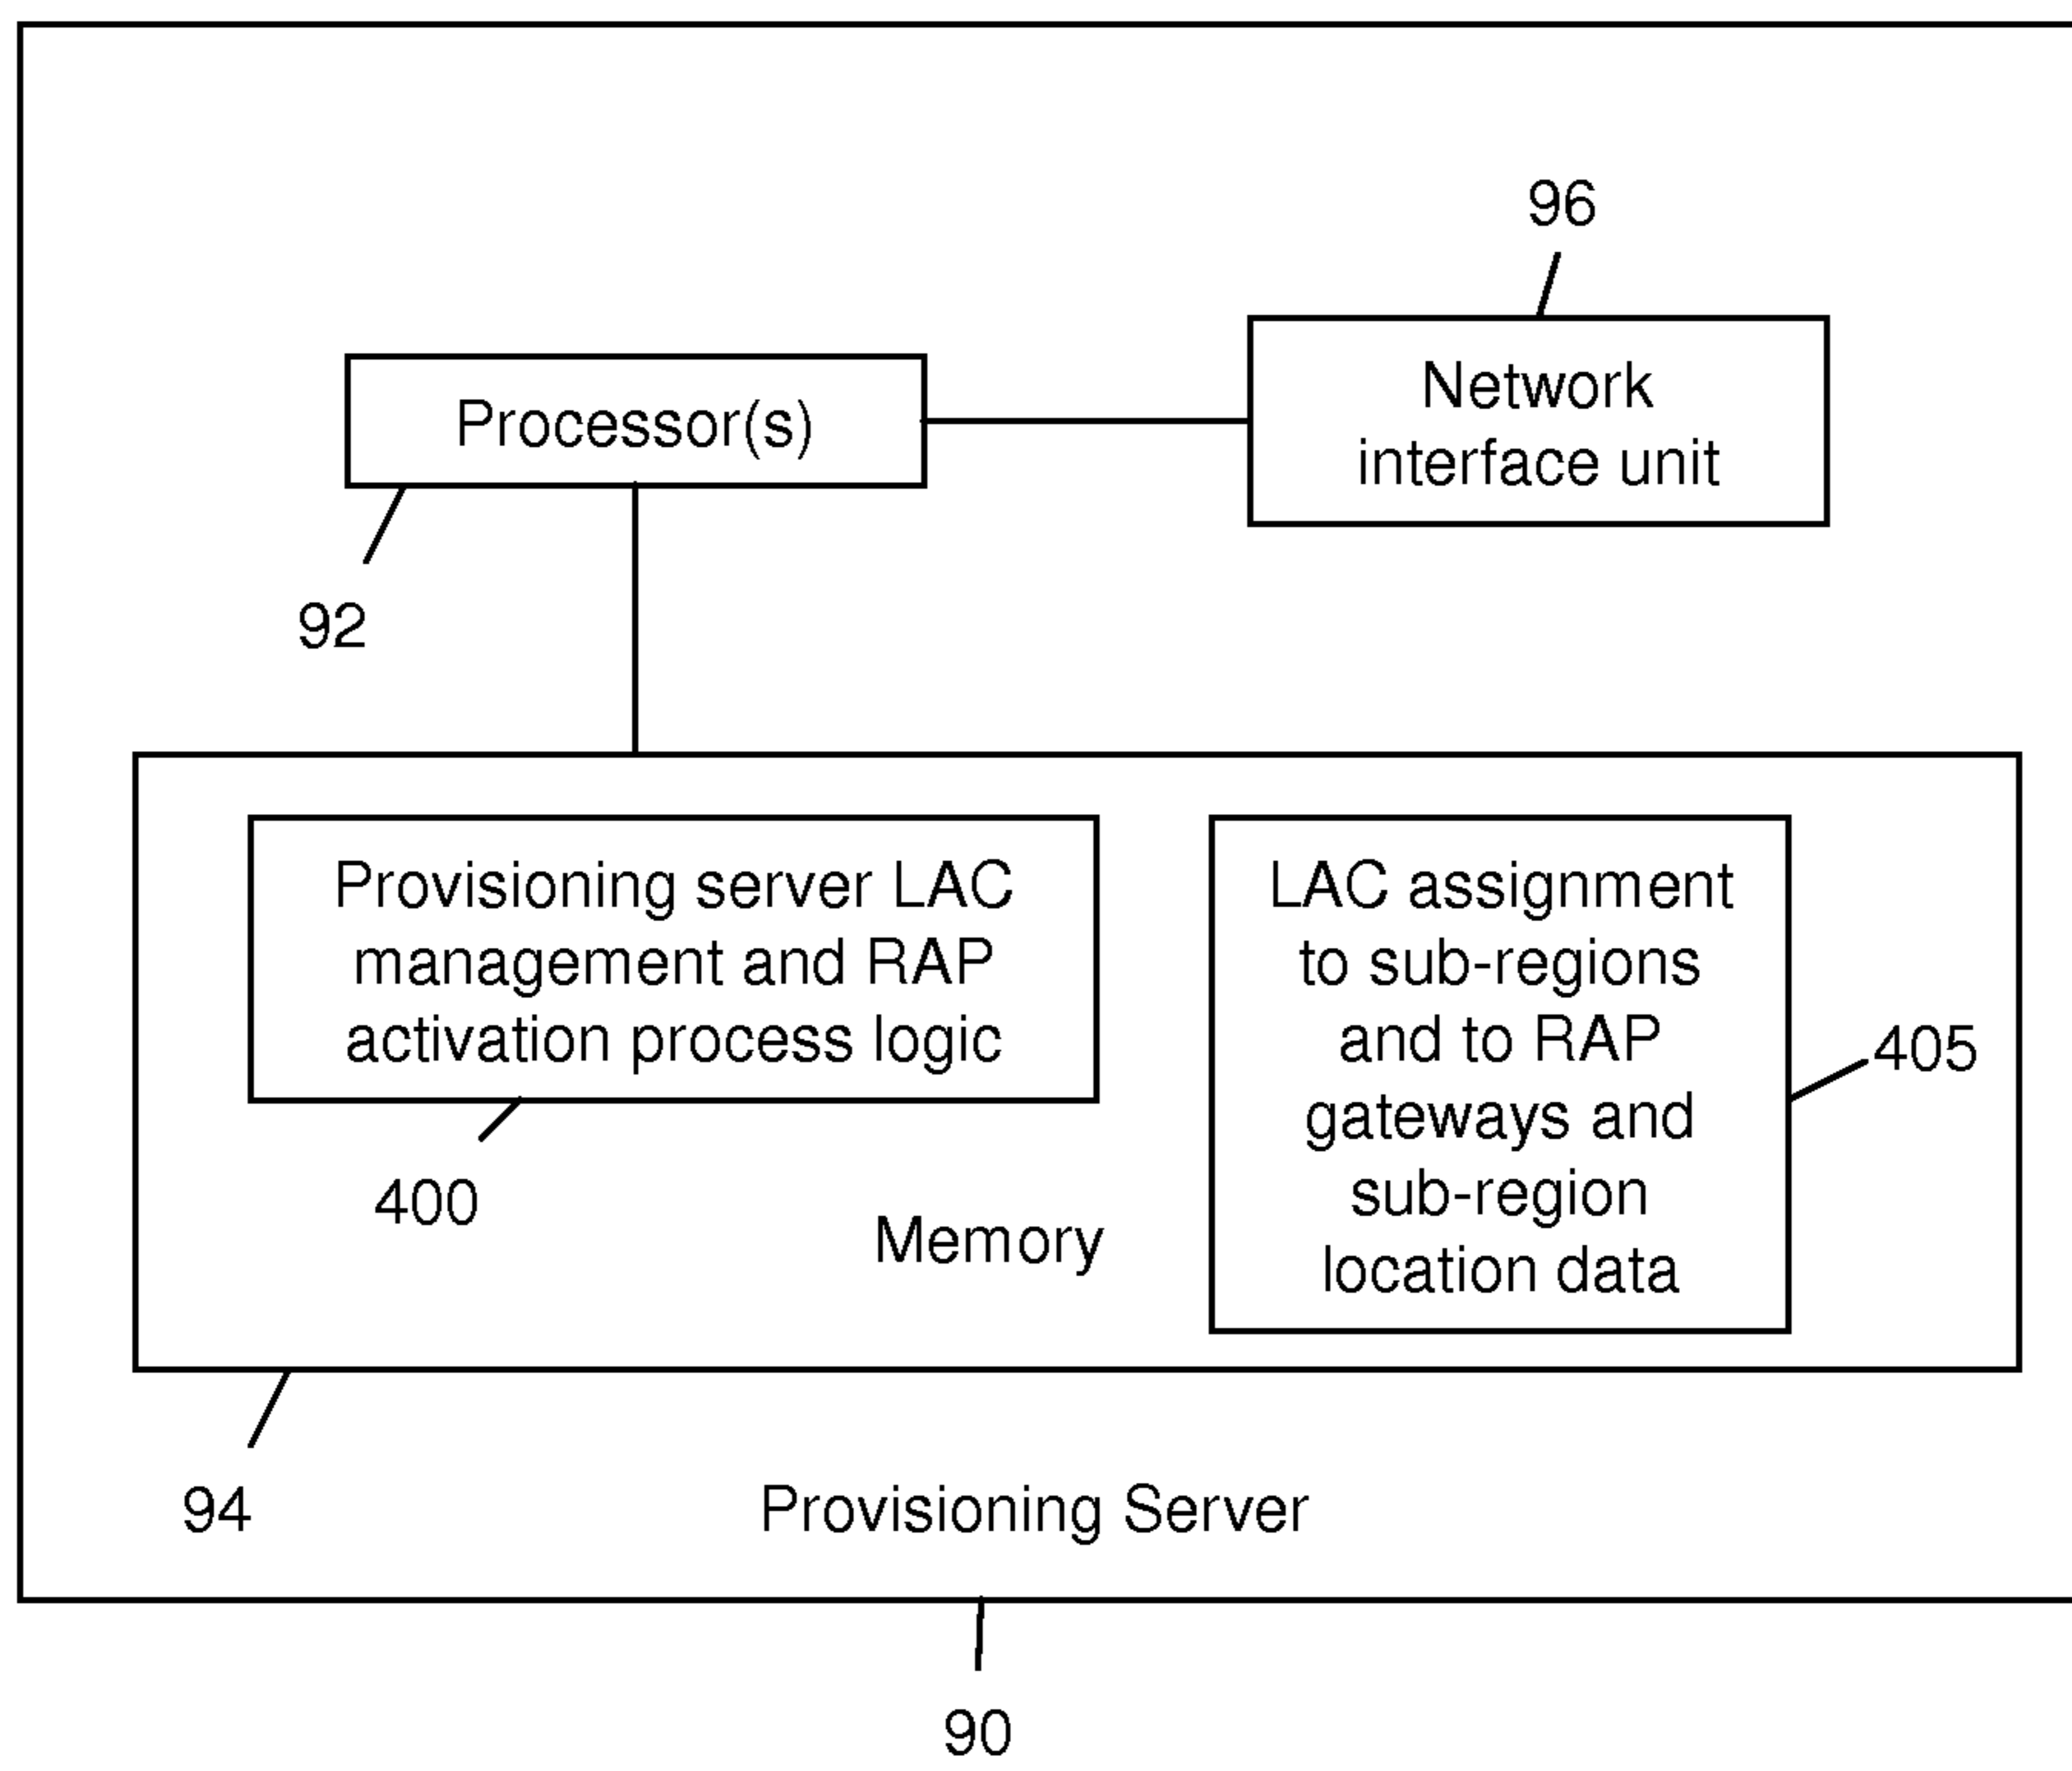 96
Processor(s)
Network
interface unit
92
Provisioning server LAC
management and RAP
activation process logic
400
LAC assignment
to sub-regions
and to RAP
gateways and
sub-region
location data
405
Memory
94
Provisioning Server
90